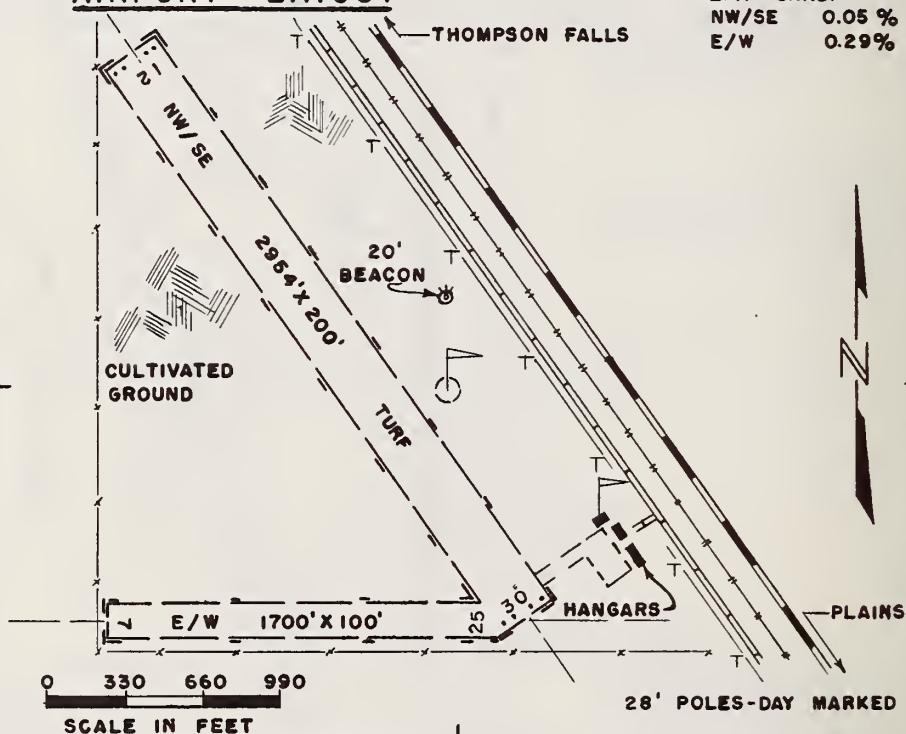 THOMPSON FALLS
NW/SE 0.05 %
E/W 0.29%
12
NW/SE
2954' X 200'
TURF
20'
BEACON
CULTIVATED
GROUND
N
7
E/W 1700' X 100'
25
30
HANGARS
PLAINS
0 330 660 990
SCALE IN FEET
28' POLES-DAY MARKED